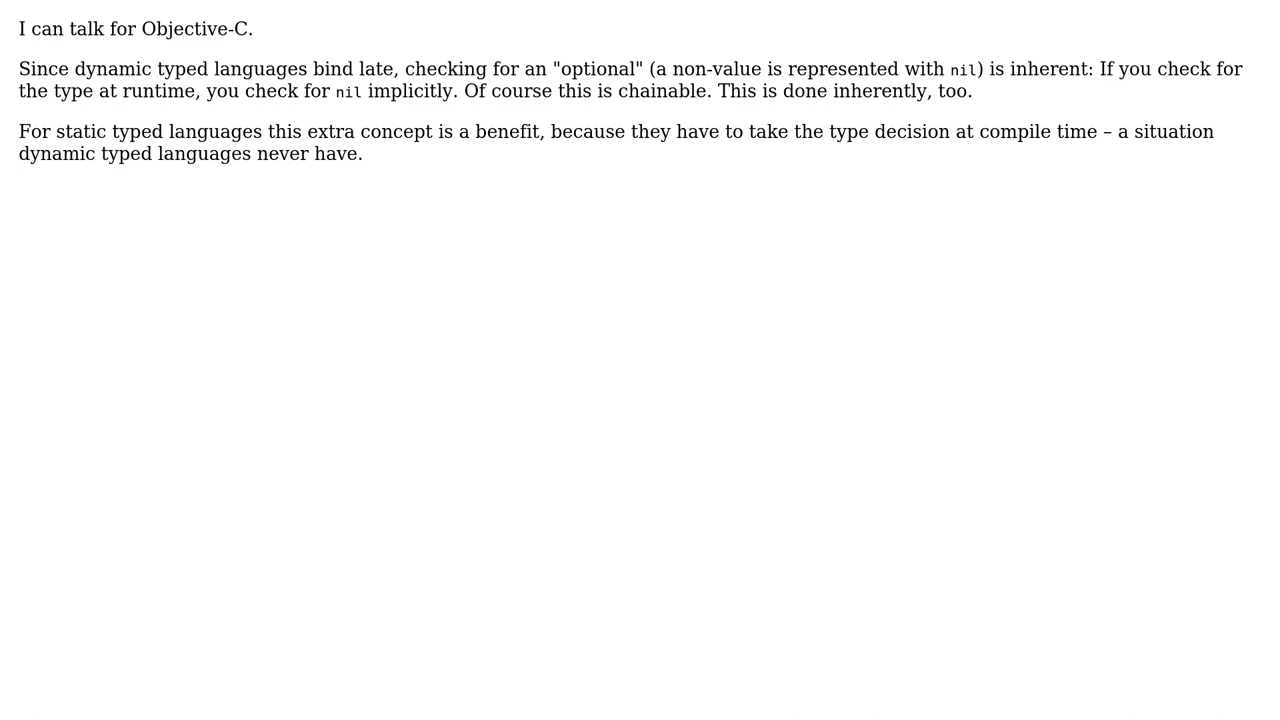 I can talk for Objective-C.
Since dynamic typed languages bind late, checking for an "optional" (a non-value is represented with nil) is inherent: If you check for
the type at runtime, you check for nil implicitly. Of course this is chainable. This is done inherently, too.
For static typed languages this extra concept is a benefit, because they have to take the type decision at compile time – a situation
dynamic typed languages never have.